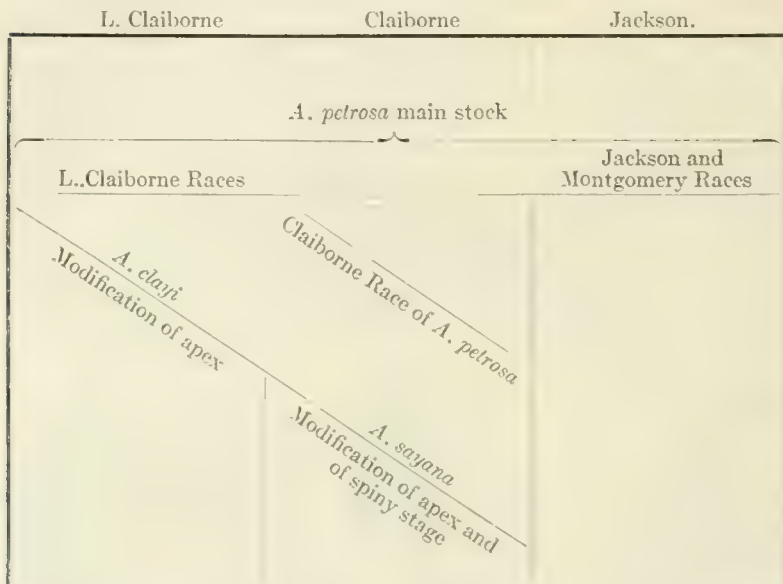 L. Claiborne Claiborne Jackson.
A. petrosa main stock
L..Claiborne Races
Jackson and
Montgomery Races
Claiborne Race of A. petrosa
A. clayi
Modification of apex
A. sayana
Modification of apex and
of spiny stage